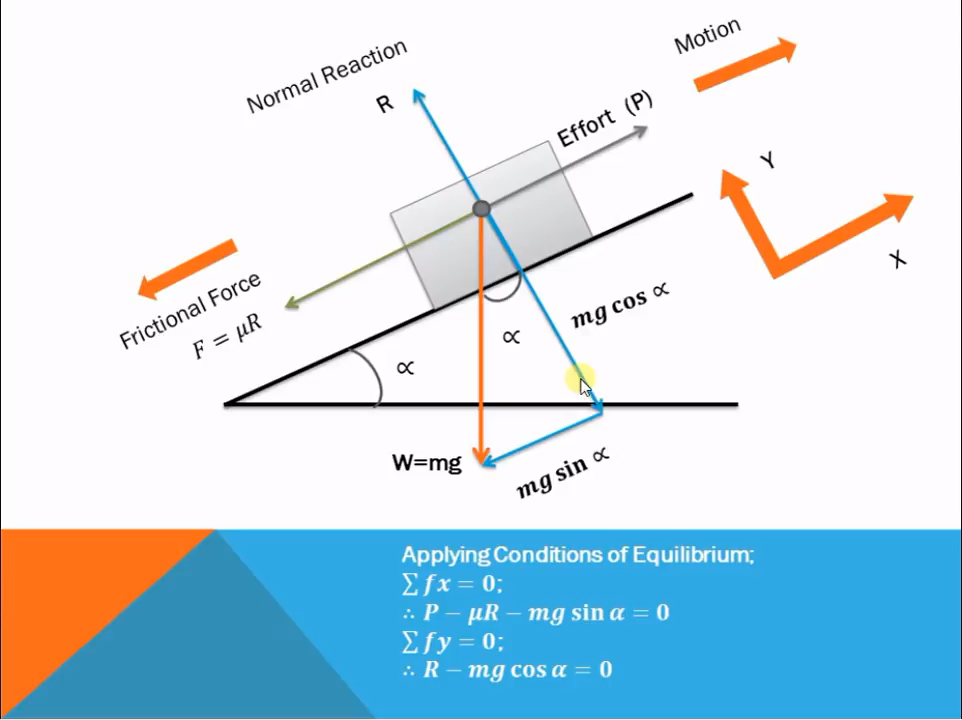 Motion
Normal Reaction
R
Effort (P)
Y
X
Frictional Force
F = μR
mg cos ∝
∝
∝
W=mg
mg sin ∝
Applying Conditions of Equilibrium;
∑ fx = 0;
∴ P − μR − mg sin α = 0
∑ fy = 0;
∴ R − mg cos α = 0